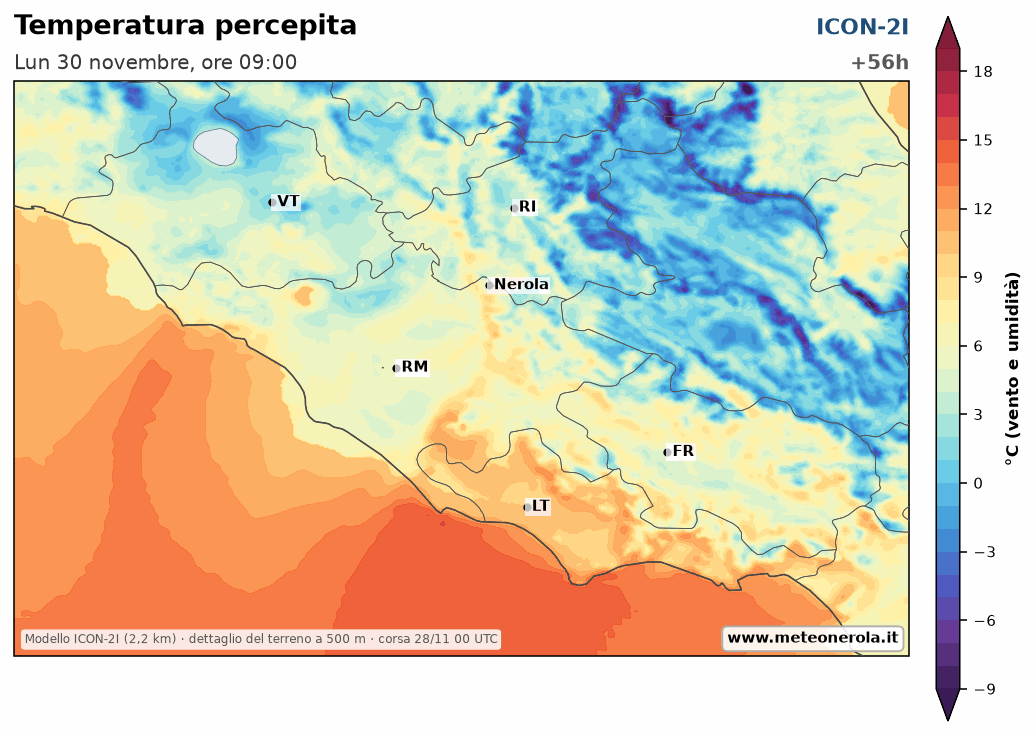 Temperatura percepita
ICON-2I
Lun 30 novembre, ore 09:00
+56h
18
15
12
9
6
3
0
−3
−6
−9
°C (vento e umidità)
VT
RI
Nerola
RM
FR
LT
Modello ICON-2I (2,2 km) · dettaglio del terreno a 500 m · corsa 28/11 00 UTC
www.meteonerola.it